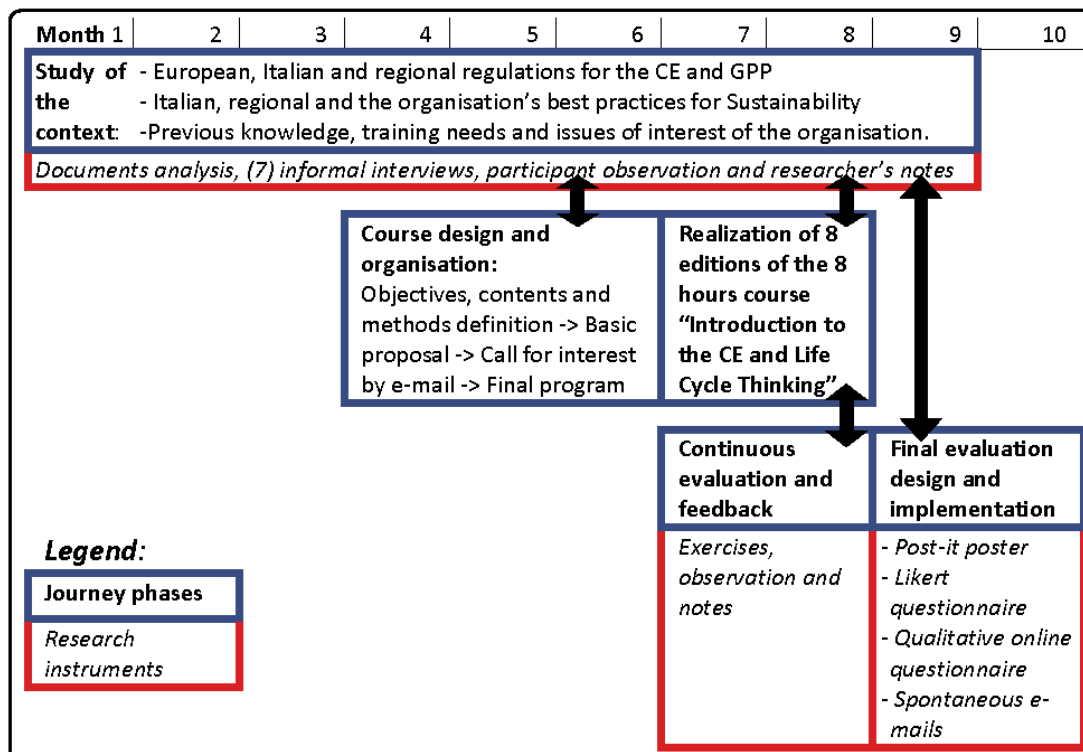 Month 1 2 3 4 5 6 7 8 9 10
Study of - European, Italian and regional regulations for the CE and GPP
the - Italian, regional and the organisation's best practices for Sustainability
context: -Previous knowledge, training needs and issues of interest of the organisation.
Documents analysis, (7) informal interviews, participant observation and researcher's notes
Course design and
organisation:
Objectives, contents and
methods definition -> Basic
proposal -> Call for interest
by e-mail -> Final program
Realization of 8
editions of the 8
hours course
“Introduction to
the CE and Life
Cycle Thinking”
Continuous
evaluation and
feedback
Exercises,
observation and
notes
Final evaluation
design and
implementation
- Post-it poster
- Likert
questionnaire
- Qualitative online
questionnaire
- Spontaneous e-
mails
Legend:
Journey phases
Research
instruments